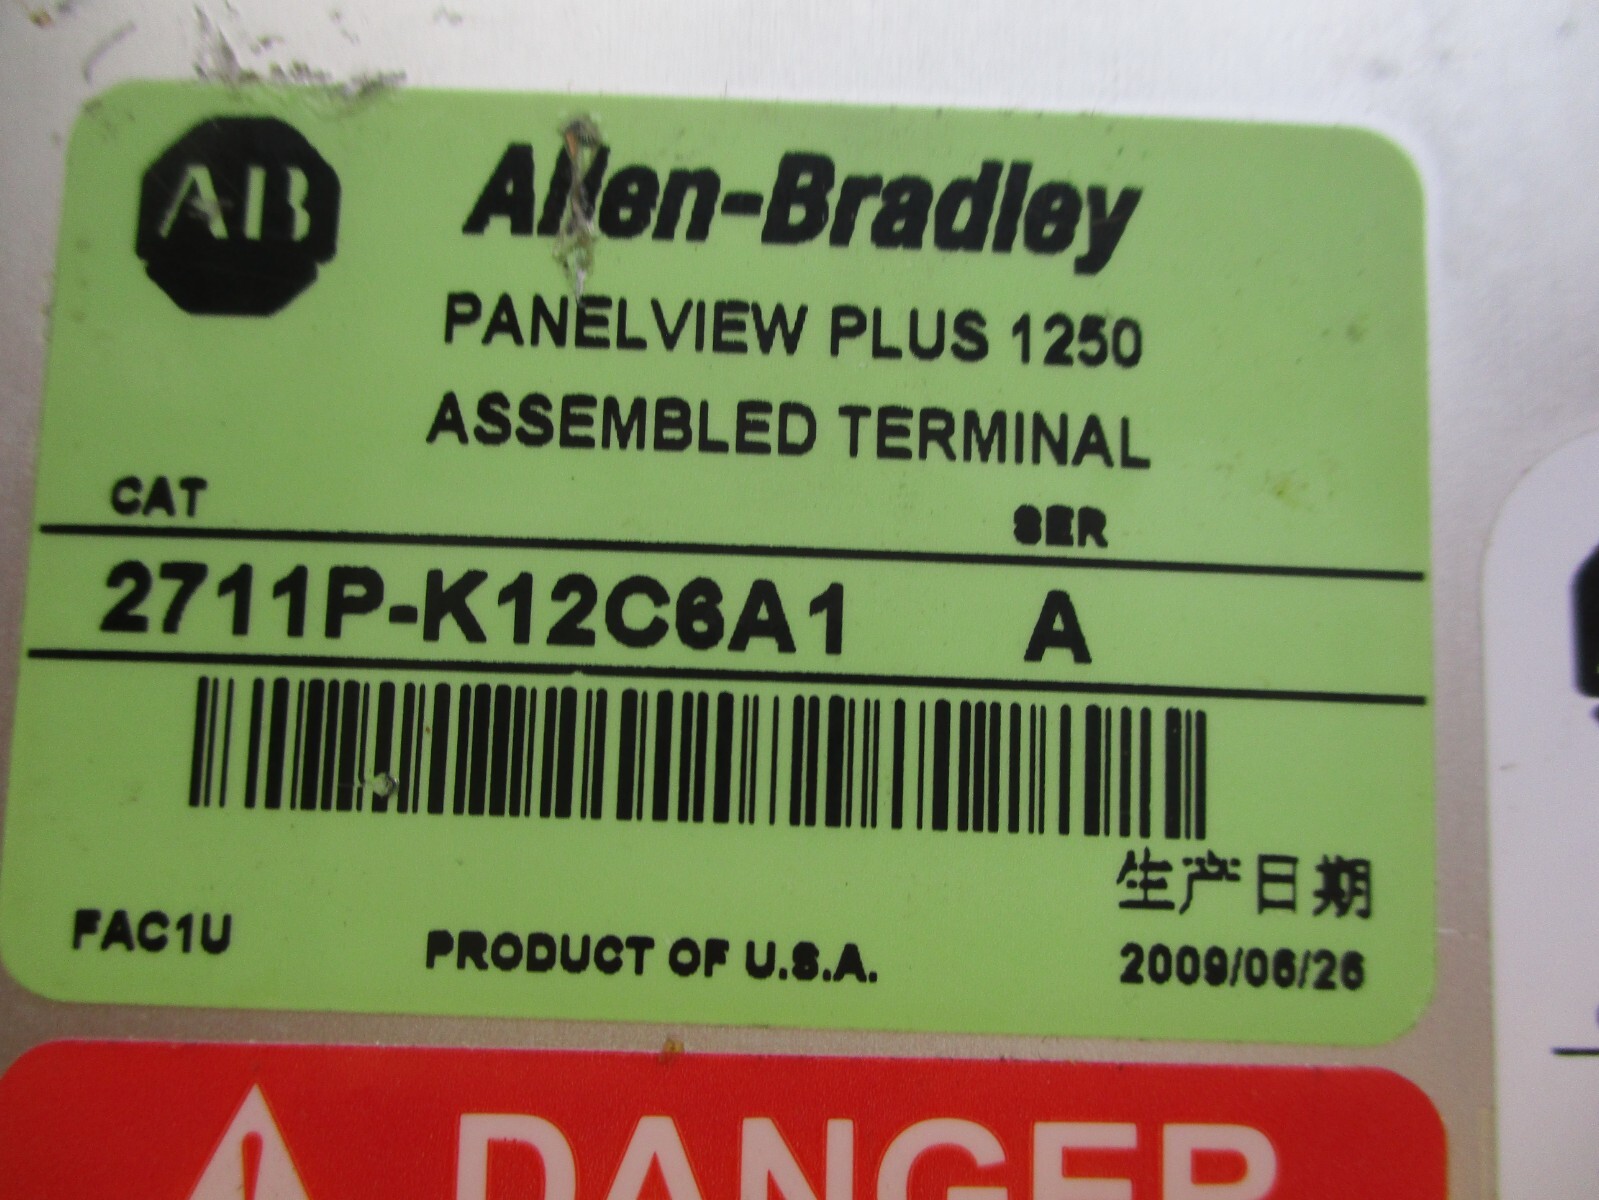 AB
Allen-Bradley
PANELVIEW PLUS 1250
ASSEMBLED TERMINAL
CAT SER
2711P-K12C6A1 A
生产日期
FAC1U PRODUCT OF U.S.A. 2009/06/26
DANGER